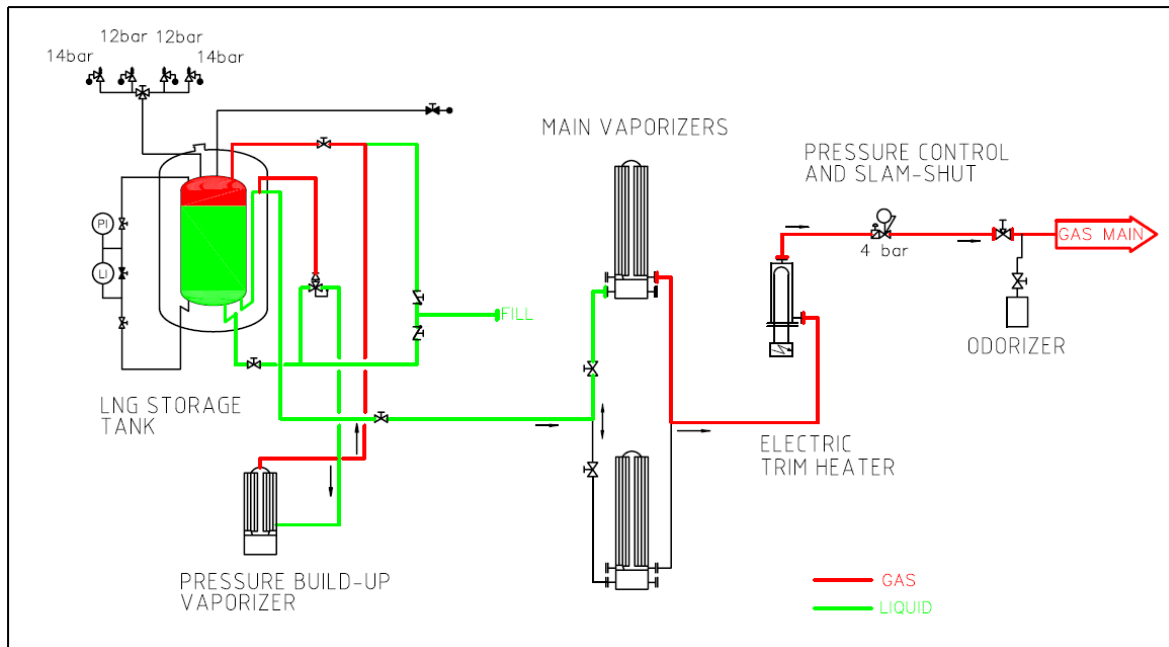 12bar 12bar
14bar 14bar
MAIN VAPORIZERS
PRESSURE CONTROL
AND SLAM-SHUT
PI
LI
4 bar
GAS MAIN
FILL
ODORIZER
LNG STORAGE
TANK
ELECTRIC
TRIM HEATER
PRESSURE BUILD-UP
VAPORIZER
GAS
LIQUID